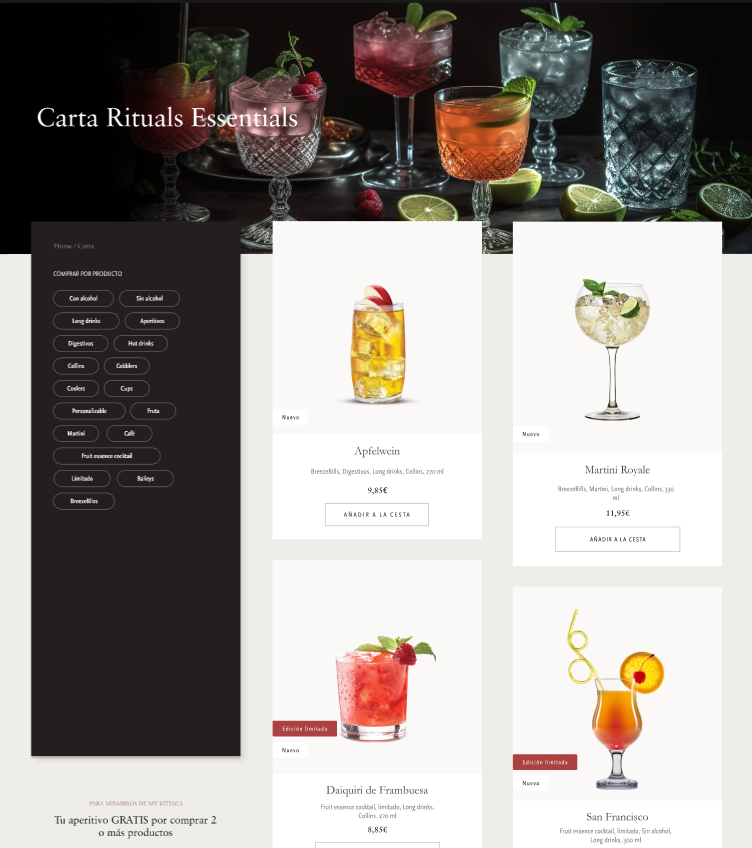 Carta Rituals Essentials
Home / Carta
COMPRAR POR PRODUCTO
Con alcohol
Sin alcohol
Long drinks
Aperitivos
Digestivos
Hot drinks
Collins
Cobblers
Coolers
Cups
Personalizable
Fruta
Martini
Café
Fruit essence cocktail
Limitado
Baileys
BreezeBliss
PARA MIEMBROS DE MY RITUALS
Tu aperitivo GRATIS por comprar 2
o más productos
Nuevo
Apfelwein
BreezeBills, Digestivos, Long drinks, Collins, 270 ml
9,85€
AÑADIR A LA CESTA
Nuevo
Martini Royale
BreezeBills, Martini, Long drinks, Collins, 330
ml
11,95€
AÑADIR A LA CESTA
Edición limitada
Nuevo
Daiquiri de Frambuesa
Fruit essence cocktail, limitado, Long drinks,
Collins. 270 ml
8,85€
Edición limitada
Nuevo
San Francisco
Fruit essence cocktail, limitado, Sin alcohol,
Long drinks, 300 ml